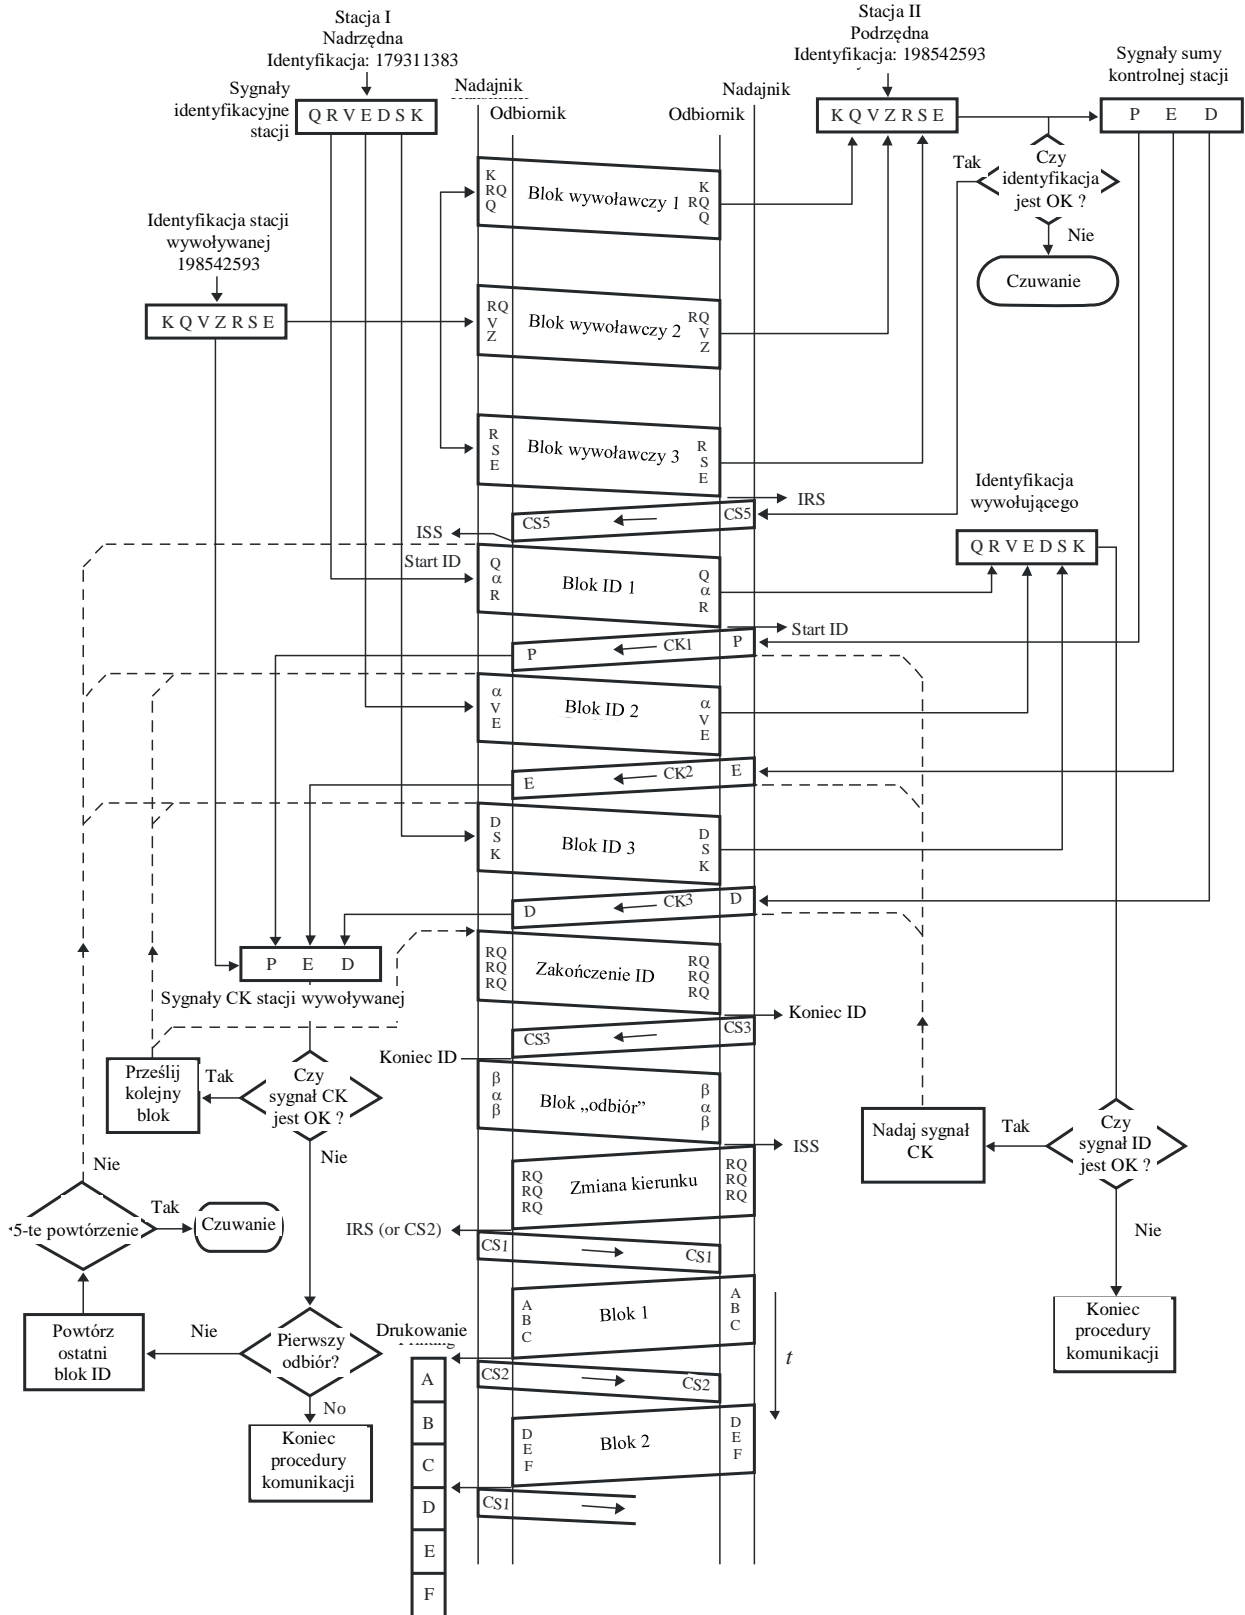 Stacja I
Nadrzędna
Identyfikacja: 179311383
Stacja II
Podrzędna
Identyfikacja: 198542593
Sygnały sumy
kontrolnej stacji
Sygnały
identyfikacyjne
stacji
Q R V E D S K
Nadajnik
Odbiornik
Nadajnik
Odbiornik
K Q V Z R S E
P E D
Tak
Czy
identyfikacja
jest OK ?
Nie
Czuwanie
K
RQ
Q
Blok wywoławczy 1
K
RQ
Q
Identyfikacja stacji
wywoływanej
198542593
K Q V Z R S E
RQ
V
Z
Blok wywoławczy 2
RQ
V
Z
R
S
E
Blok wywoławczy 3
R
S
E
IRS
CS5
CS5
ISS
Identyfikacja
wywołującego
Q R V E D S K
Start ID
Q
α
R
Blok ID 1
Q
α
R
Start ID
P
CK1
P
α
V
E
Blok ID 2
α
V
E
E
CK2
E
D
S
K
Blok ID 3
D
S
K
D
CK3
D
P E D
Sygnały CK stacji wywoływanej
RQ
RQ
RQ
Zakończenie ID
RQ
RQ
RQ
Koniec ID
CS3
CS3
Koniec ID
Prześlij
kolejny
blok
Tak
Czy
sygnał CK
jest OK ?
Nie
β
α
β
Blok „odbiór”
β
α
β
ISS
Nadaj sygnał
CK
Tak
Czy
sygnał ID
jest OK ?
Nie
Koniec
procedury
komunikacji
RQ
RQ
RQ
Zmiana kierunku
RQ
RQ
RQ
Nie
5-te powtórzenie
Tak
Czuwanie
IRS (or CS2)
CS1
CS1
A
B
C
Blok 1
A
B
C
t
Powtórz
ostatni
blok ID
Nie
Pierwszy
odbiór?
No
Koniec
procedury
komunikacji
Drukowanie
CS2
CS2
D
E
F
Blok 2
D
E
F
CS1
A
B
C
D
E
F